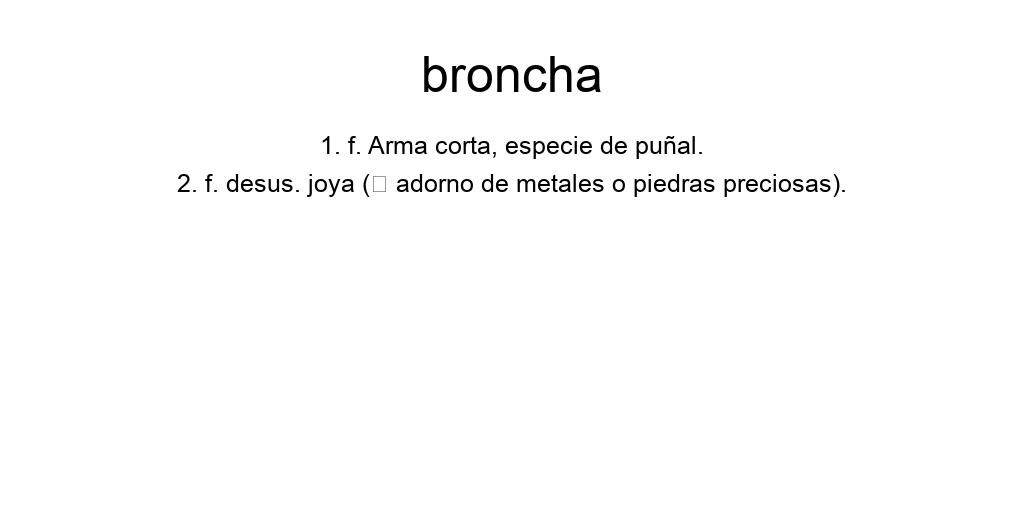 broncha
1. f. Arma corta, especie de puñal.
2. f. desus. joya (□ adorno de metales o piedras preciosas).